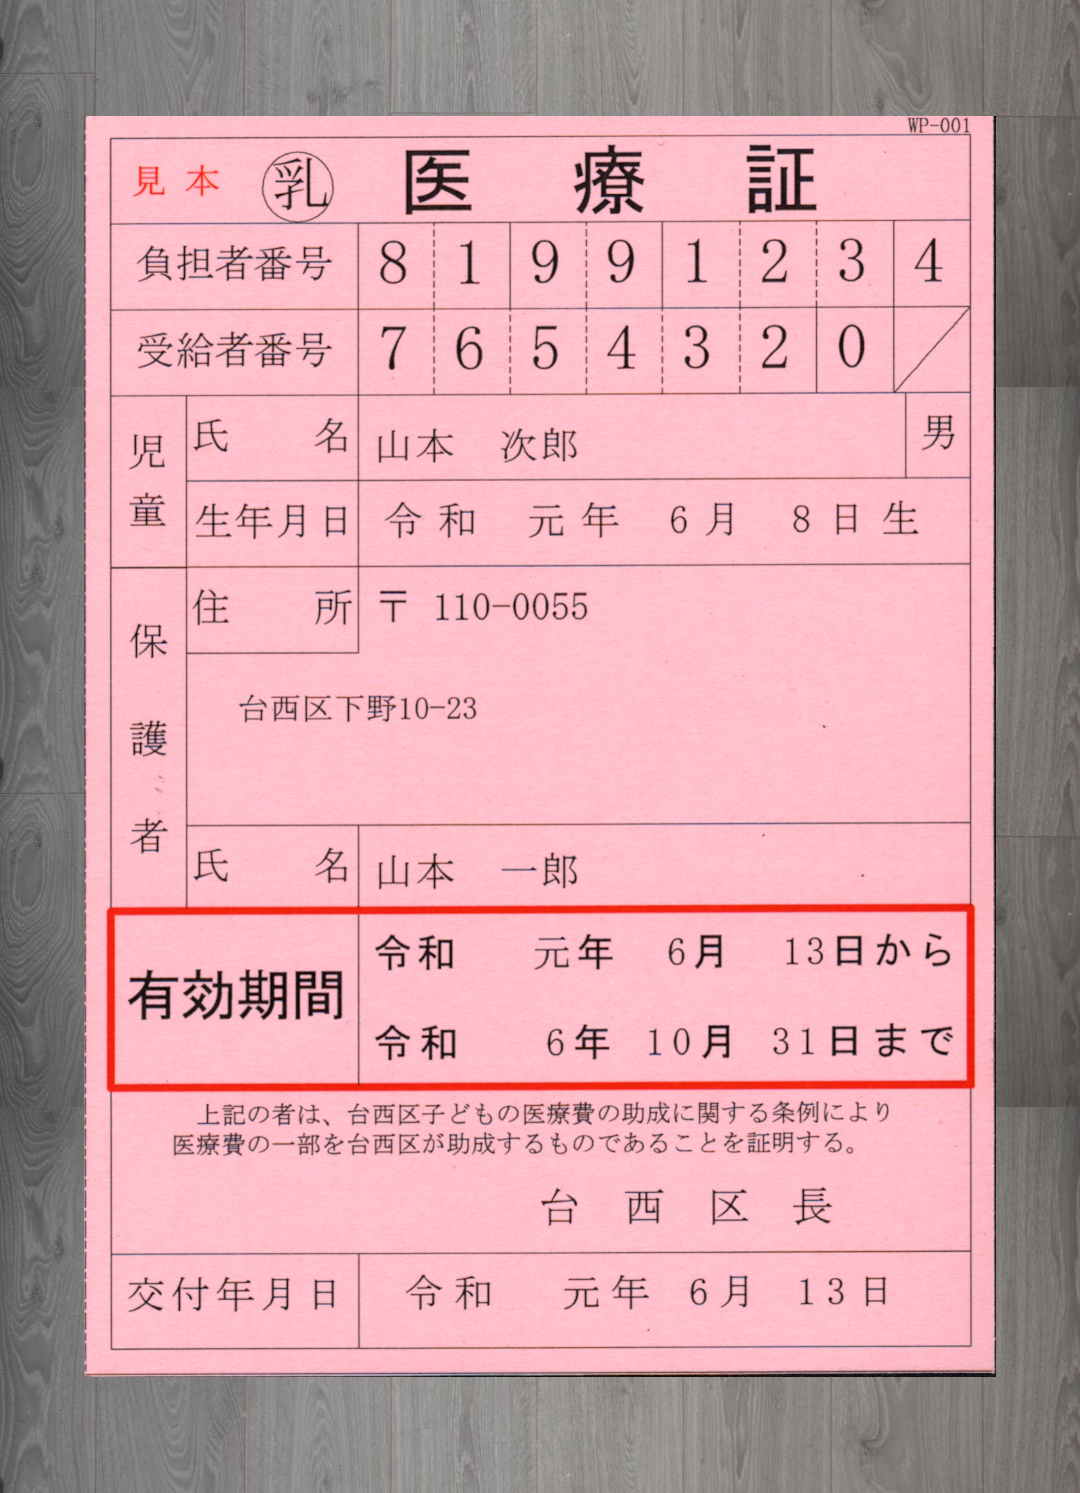 WP-001
見本 ㊞乳 医療証
負担者番号 8 1 9 9 1 2 3 4
受給者番号 7 6 5 4 3 2 0
児童 氏名 山本 次郎 男
生年月日 令和 元年 6月 8日生
保護者 住所 〒 110-0055
台西区下野10-23
氏名 山本 一郎
有効期間 令和 元年 6月 13日から
令和 6年 10月 31日まで
上記の者は、台西区子どもの医療費の助成に関する条例により
医療費の一部を台西区が助成するものであることを証明する。
台西区長
交付年月日 令和 元年 6月 13日